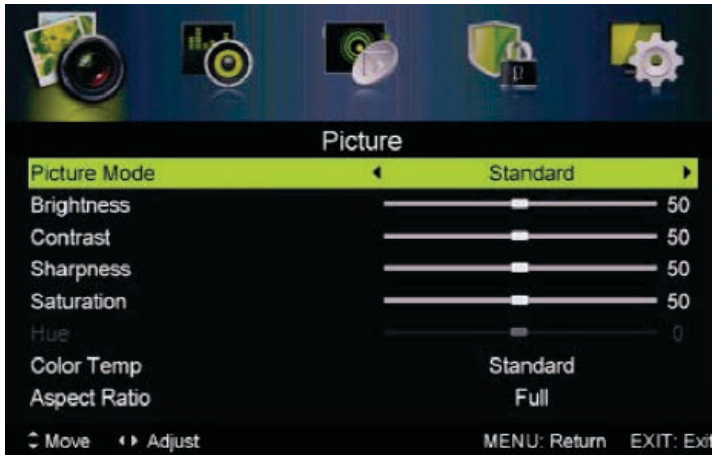 Picture
Picture Mode Standard
Brightness 50
Contrast 50
Sharpness 50
Saturation 50
Hue 0
Color Temp Standard
Aspect Ratio Full
Move Adjust MENU: Return EXIT: Exit